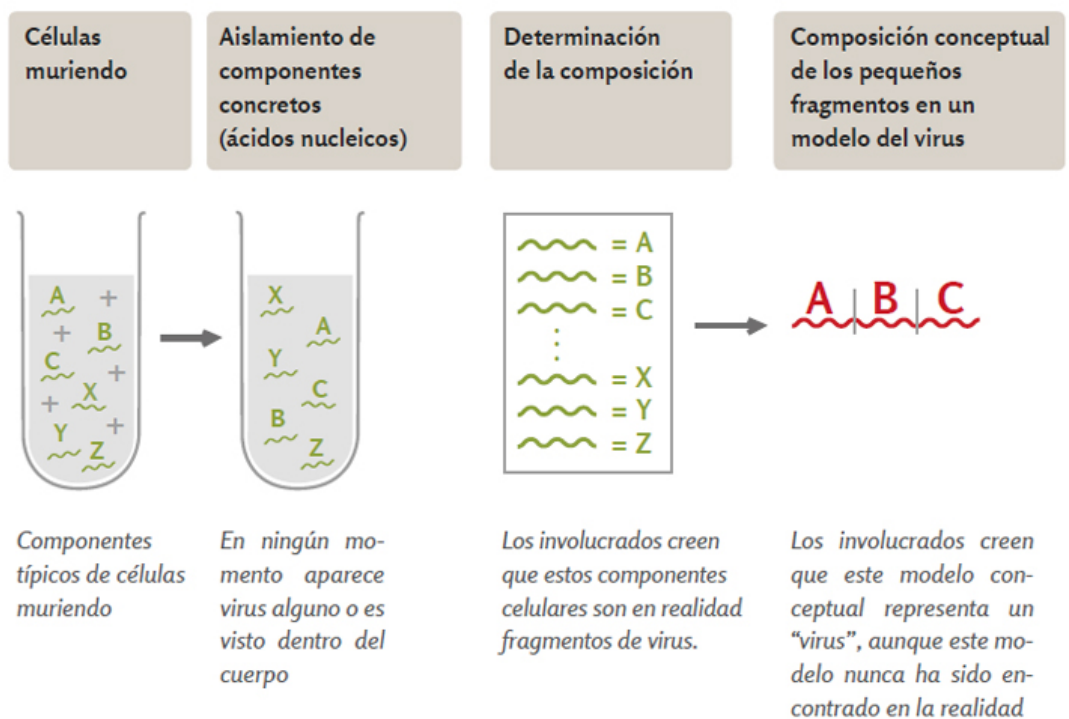 Células
muriendo
Aislamiento de
componentes
concretos
(ácidos nucleicos)
Determinación
de la composición
Composición conceptual
de los pequeños
fragmentos en un
modelo del virus
A +
+ B
C +
X
+
Y +
Z
X
A
Y
C
B
Z
= A
= B
= C
= X
= Y
= Z
A | B | C
Componentes
típicos de células
muriendo
En ningún mo-
mento aparece
virus alguno o es
visto dentro del
cuerpo
Los involucrados creen
que estos componentes
celulares son en realidad
fragmentos de virus.
Los involucrados creen
que este modelo con-
ceptual representa un
“virus”, aunque este mo-
delo nunca ha sido en-
contrado en la realidad